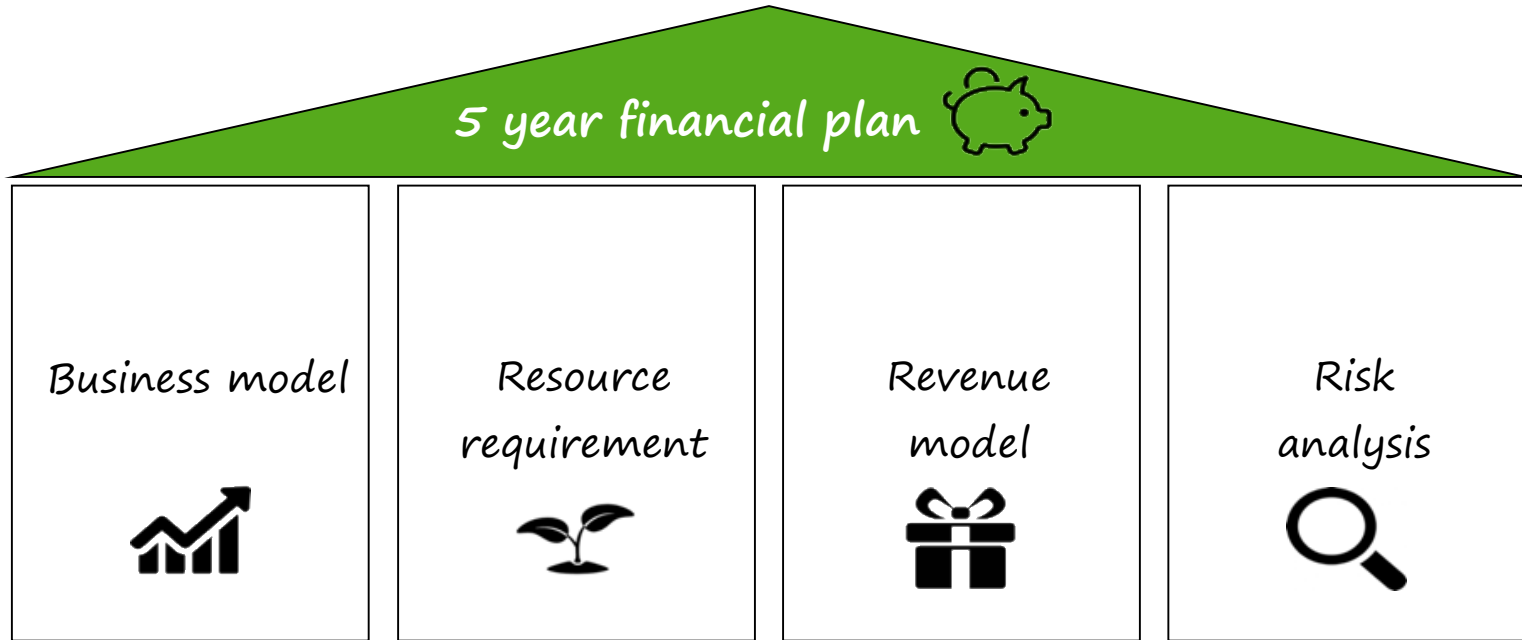 5 year financial plan
Business model
Resource
requirement
Revenue
model
Risk
analysis